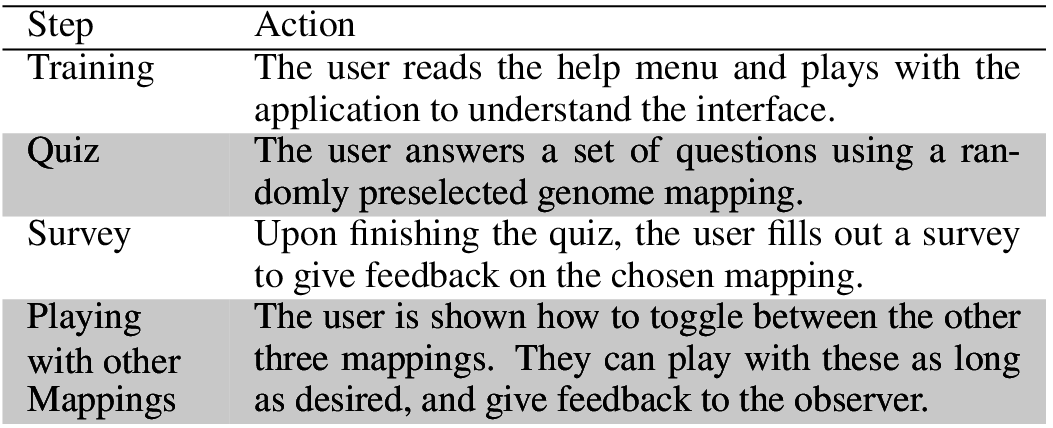 Step Action
Training The user reads the help menu and plays with the
application to understand the interface.
Quiz The user answers a set of questions using a ran-
domly preselected genome mapping.
Survey Upon finishing the quiz, the user fills out a survey
to give feedback on the chosen mapping.
Playing The user is shown how to toggle between the other
with other three mappings. They can play with these as long
Mappings as desired, and give feedback to the observer.